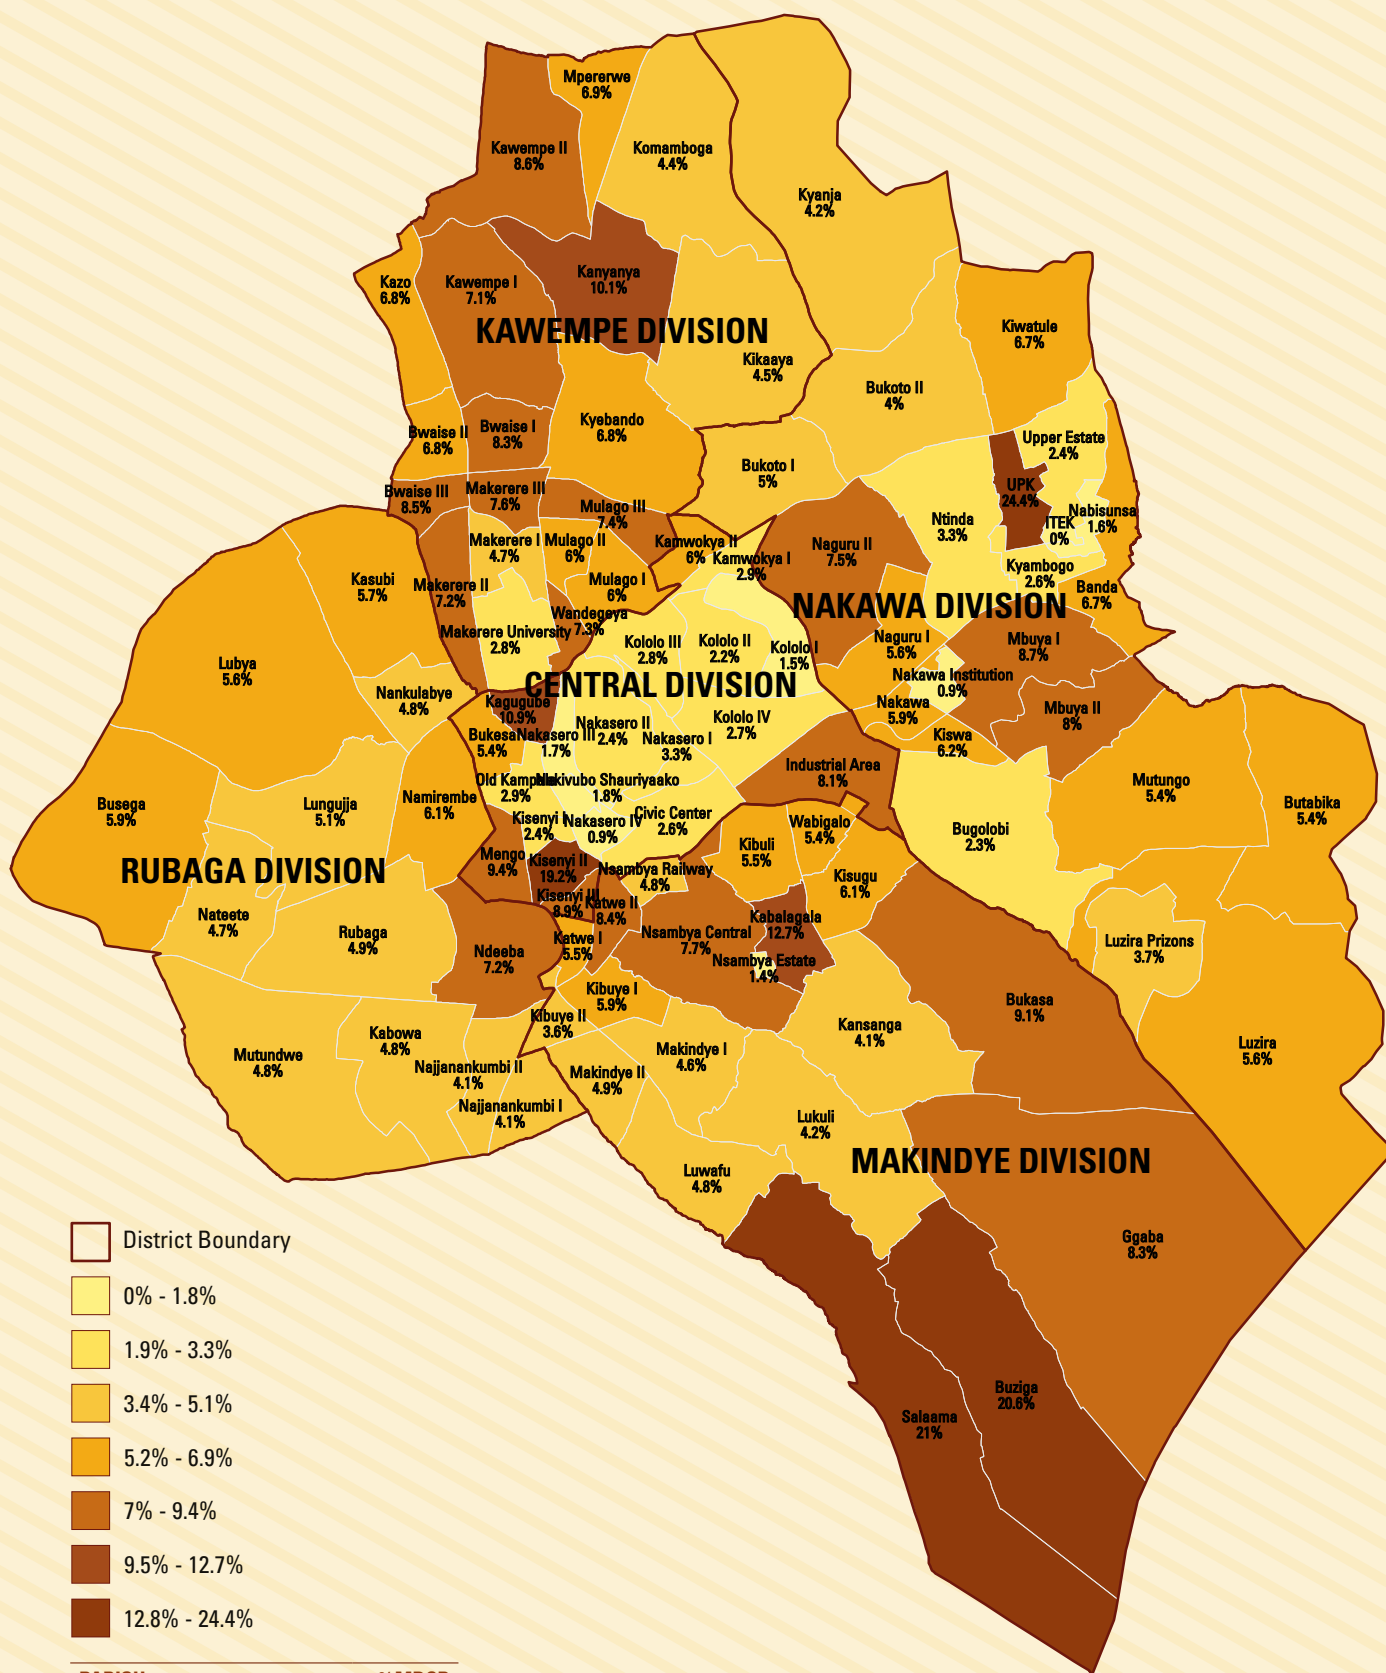 Mpererwe
6.9%
Kawempe II
8.6%
Komamboga
4.4%
Kyanja
4.2%
Kanyanya
10.1%
Kazo
6.8%
Kawempe I
7.1%
KAWEMPE DIVISION
Kiwatule
6.7%
Kikaaya
4.5%
Bukoto II
4%
Bwaise II
6.8%
Bwaise I
8.3%
Kyebando
6.8%
Upper Estate
2.4%
Bukoto I
5%
UPK
24.4%
Bwaise III
8.5%
Makerere III
7.6%
Mulago III
7.4%
Nabisunsa
1.6%
Ntinda
3.3%
ITEK
0%
Makerere I
4.7%
Mulago II
6%
Kamwokya II
6%
Kamwokya I
2.9%
Naguru II
7.5%
Kyambogo
2.6%
Kasubi
5.7%
Makerere II
7.2%
Mulago I
6%
Banda
6.7%
NAKAWA DIVISION
Wandegeya
7.3%
Makerere University
2.8%
Kololo III
2.8%
Kololo II
2.2%
Kololo I
1.5%
Naguru I
5.6%
Mbuya I
8.7%
Lubya
5.6%
Nakawa Institution
0.9%
CENTRAL DIVISION
Nankulabye
4.8%
Kagugube
10.9%
Nakawa
5.9%
Mbuya II
8%
Kololo IV
2.7%
Nakasero II
2.4%
Bukesa
5.4%
Nakasero III
1.7%
Nakasero I
3.3%
Kiswa
6.2%
Industrial Area
8.1%
Old Kampala
2.9%
Nakivubo Shauriyaako
1.8%
Mutungo
5.4%
Butabika
5.4%
Busega
5.9%
Lungujja
5.1%
Namirembe
6.1%
Kisenyi I
2.4%
Nakasero IV
0.9%
Civic Center
2.6%
Wabigalo
5.4%
Bugolobi
2.3%
Kibuli
5.5%
Mengo
9.4%
Kisenyi II
19.2%
Nsambya Railway
4.8%
RUBAGA DIVISION
Kisugu
6.1%
Kisenyi III
8.9%
Katwe II
8.4%
Nateete
4.7%
Rubaga
4.9%
Kabalagala
12.7%
Nsambya Central
7.7%
Katwe I
5.5%
Luzira Prizons
3.7%
Ndeeba
7.2%
Nsambya Estate
1.4%
Kibuye I
5.9%
Bukasa
9.1%
Kibuye II
3.6%
Kansanga
4.1%
Kabowa
4.8%
Luzira
5.6%
Mutundwe
4.8%
Makindye I
4.6%
Najjanankumbi II
4.1%
Makindye II
4.9%
Najjanankumbi I
4.1%
Lukuli
4.2%
MAKINDYE DIVISION
Luwafu
4.8%
Ggaba
8.3%
Buziga
20.6%
Salaama
21%
District Boundary
0% - 1.8%
1.9% - 3.3%
3.4% - 5.1%
5.2% - 6.9%
7% - 9.4%
9.5% - 12.7%
12.8% - 24.4%